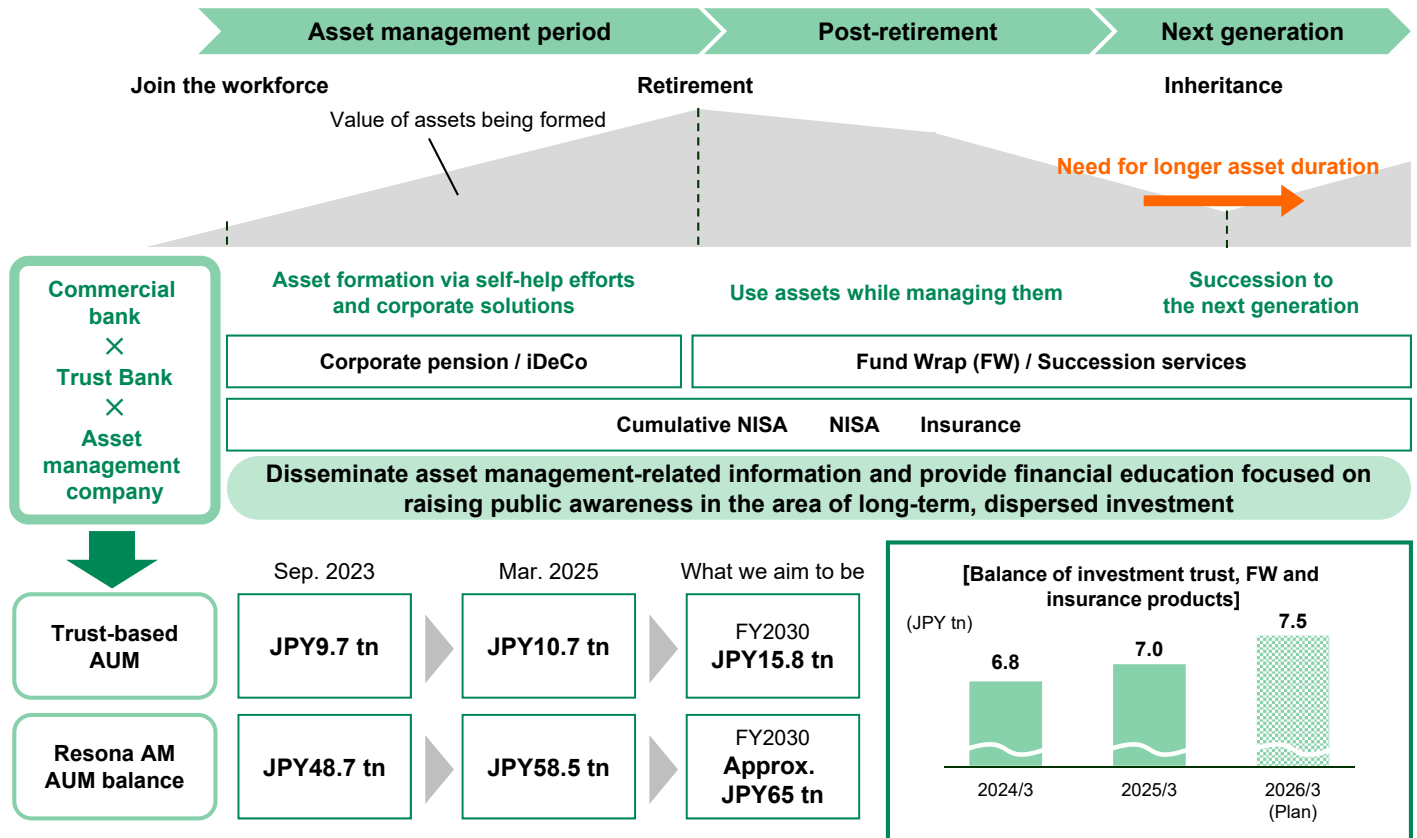 Asset management period
Post-retirement
Next generation
Join the workforce
Retirement
Inheritance
Value of assets being formed
Need for longer asset duration
Commercial
bank
×
Trust Bank
×
Asset
management
company
Asset formation via self-help efforts
and corporate solutions
Use assets while managing them
Succession to
the next generation
Corporate pension / iDeCo
Fund Wrap (FW) / Succession services
Cumulative NISA NISA Insurance
Disseminate asset management-related information and provide financial education focused on
raising public awareness in the area of long-term, dispersed investment
Sep. 2023
Mar. 2025
What we aim to be
Trust-based
AUM
JPY9.7 tn
JPY10.7 tn
FY2030
JPY15.8 tn
Resona AM
AUM balance
JPY48.7 tn
JPY58.5 tn
FY2030
Approx.
JPY65 tn
[Balance of investment trust, FW and
insurance products]
(JPY tn)
6.8
7.0
7.5
2024/3
2025/3
2026/3
(Plan)